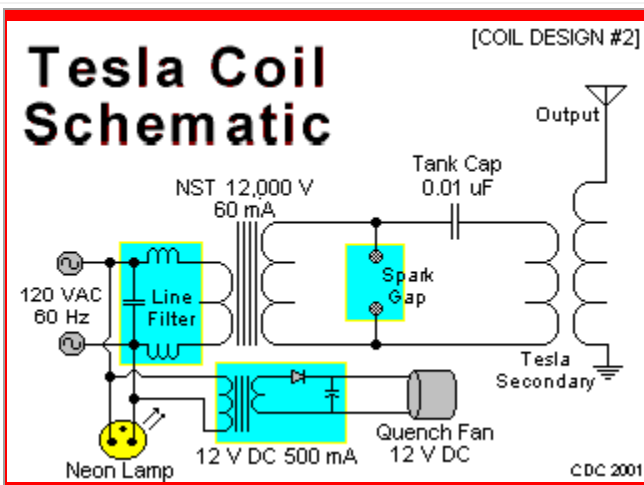 [COIL DESIGN #2]
Tesla Coil
Schematic
Output
Tank Cap
0.01 uF
NST 12,000 V
60 mA
120 VAC
60 Hz
Line
Filter
Spark
Gap
Tesla
Secondary
Neon Lamp
12 V DC 500 mA
Quench Fan
12 V DC
CDC 2001